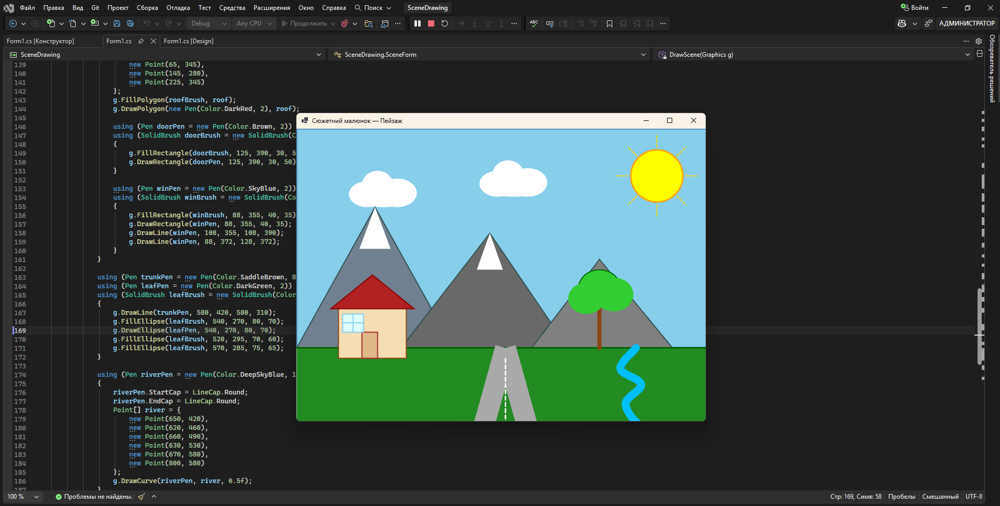 Файл Правка Вид Git Проект Сборка Отладка Тест Средства Расширения Окно Справка Поиск SceneDrawing Войти
Debug Any CPU Продолжить АДМИНИСТРАТОР
Form1.cs [Конструктор] Form1.cs Form1.cs [Design]
SceneDrawing SceneDrawing.SceneForm DrawScene(Graphics g)
Обозреватель решений
139 new Point(65, 345),
140 new Point(145, 280),
141 new Point(225, 345)
142 };
143 g.FillPolygon(roofBrush, roof);
144 g.DrawPolygon(new Pen(Color.DarkRed, 2), roof);
145
146 using (Pen doorPen = new Pen(Color.Brown, 2))
147 using (SolidBrush doorBrush = new SolidBrush(C
148 {
149 g.FillRectangle(doorBrush, 125, 390, 30, 5
150 g.DrawRectangle(doorPen, 125, 390, 30, 50)
151 }
152
153 using (Pen winPen = new Pen(Color.SkyBlue, 2))
154 using (SolidBrush winBrush = new SolidBrush(Co
155 {
156 g.FillRectangle(winBrush, 88, 355, 40, 35)
157 g.DrawRectangle(winPen, 88, 355, 40, 35);
158 g.DrawLine(winPen, 108, 355, 108, 390);
159 g.DrawLine(winPen, 88, 372, 128, 372);
160 }
161 }
162
163 using (Pen trunkPen = new Pen(Color.SaddleBrown, 8
164 using (Pen leafPen = new Pen(Color.DarkGreen, 2))
165 using (SolidBrush leafBrush = new SolidBrush(Color
166 {
167 g.DrawLine(trunkPen, 580, 420, 580, 310);
168 g.FillEllipse(leafBrush, 540, 270, 80, 70);
169 g.DrawEllipse(leafPen, 540, 270, 80, 70);
170 g.FillEllipse(leafBrush, 520, 295, 70, 60);
171 g.FillEllipse(leafBrush, 570, 285, 75, 65);
172 }
173
174 using (Pen riverPen = new Pen(Color.DeepSkyBlue, 1
175 {
176 riverPen.StartCap = LineCap.Round;
177 riverPen.EndCap = LineCap.Round;
178 Point[] river = {
179 new Point(650, 420),
180 new Point(620, 460),
181 new Point(660, 490),
182 new Point(630, 530),
183 new Point(670, 580),
184 new Point(800, 580)
185 };
186 g.DrawCurve(riverPen, river, 0.5f);
187 }
Сюжетний малюнок — Пейзаж
100 % Проблемы не найдены. Стр: 169, Симв: 58 Пробелы Смешанный UTF-8